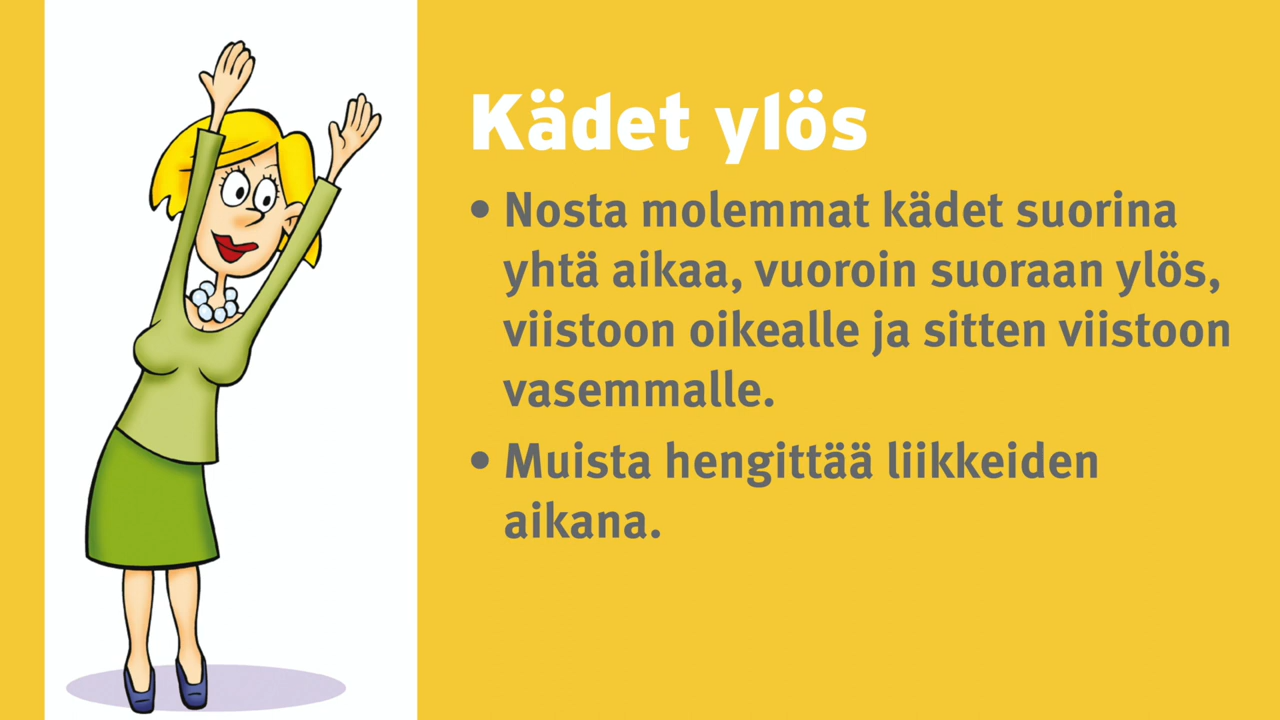 Kädet ylös
• Nosta molemmat kädet suorina
yhtä aikaa, vuoroin suoraan ylös,
viistoon oikealle ja sitten viistoon
vasemmalle.
• Muista hengittää liikkeiden
aikana.